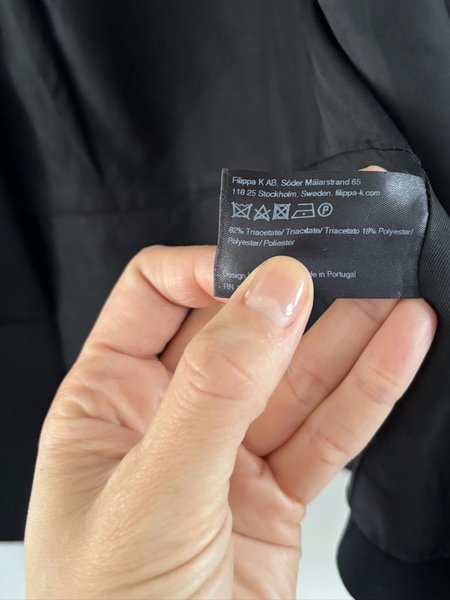 Filippa K AB, Söder Mälarstrand 65
118 25 Stockholm, Sweden. filippa-k.com
P
82% Triacetate/ Triacétate/ Triacetato 18% Polyester/
Polyester/ Poliester
Design in Portugal
RN